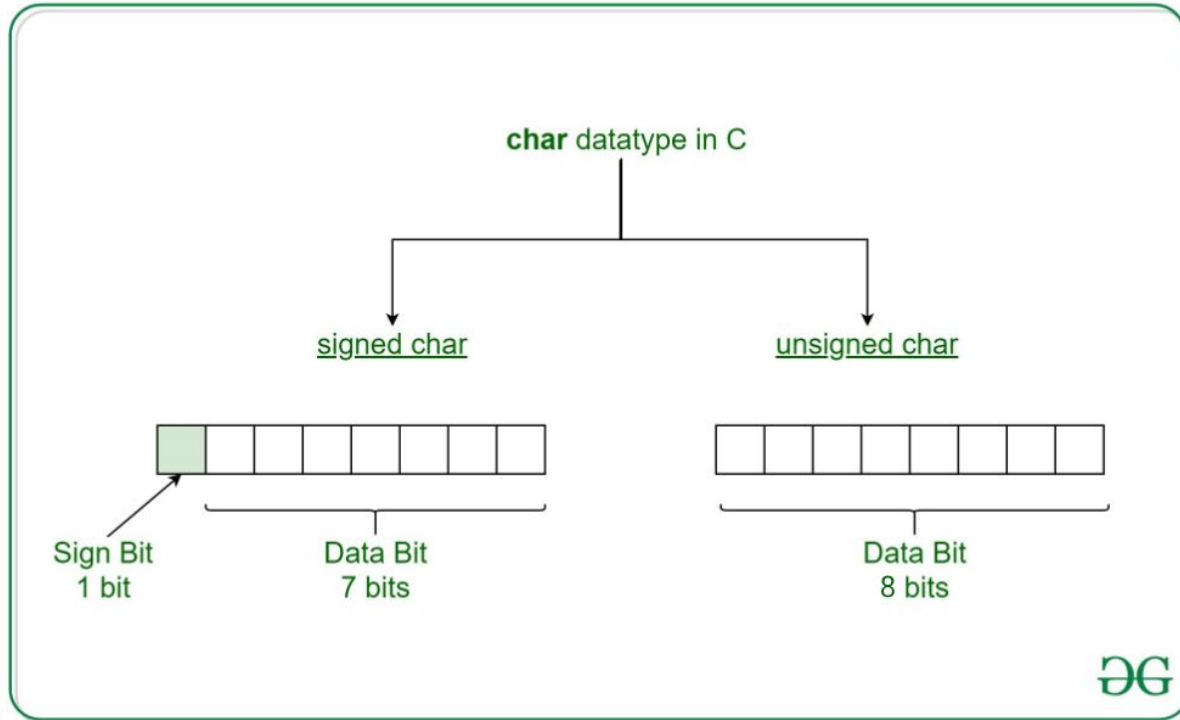 char datatype in C
signed char
unsigned char
Sign Bit
1 bit
Data Bit
7 bits
Data Bit
8 bits